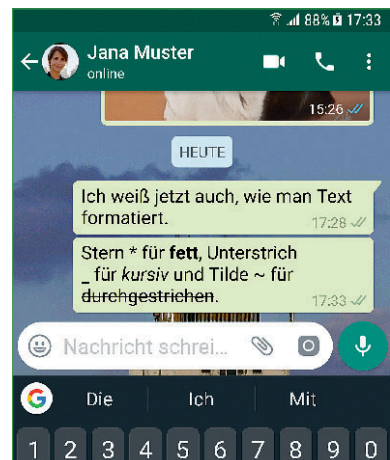 88% 17:33
Jana Muster
online
15:26
HEUTE
Ich weiß jetzt auch, wie man Text
formatiert.
17:28
Stern * für fett, Unterstrich
_ für kursiv und Tilde ~ für
durchgestrichen.
17:33
Nachricht schrei...
G Die Ich Mit
1 2 3 4 5 6 7 8 9 0